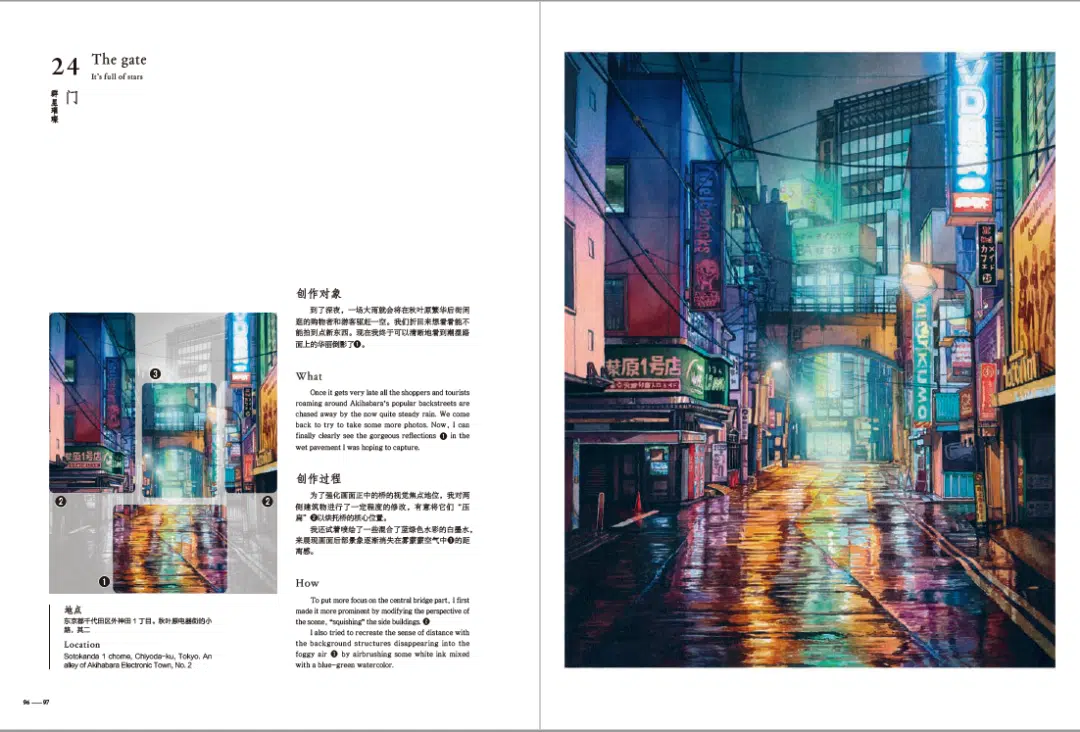 24
The gate
It's full of stars
门
群星璀璨
创作对象
到了深夜，一场大雨就会将在秋叶原繁华后街闲
逛的购物者和游客驱赶一空。我们折回来想看看能不
能拍到点新东西。现在我终于可以清晰地看到潮湿路
面上的华丽倒影了❶。
What
Once it gets very late all the shoppers and tourists
roaming around Akihabara's popular backstreets are
chased away by the now quite steady rain. We come
back to try to take some more photos. Now, I can
finally clearly see the gorgeous reflections ❶ in the
wet pavement I was hoping to capture.
创作过程
为了强化画面正中的桥的视觉焦点地位，我对两
侧建筑物进行了一定程度的修改，有意将它们“压
扁”❷以烘托桥的核心位置。
我还试着喷绘了一些混合了蓝绿色水彩的白墨水，
来展现画面后部景象逐渐消失在雾蒙蒙空气中❸的距
离感。
How
To put more focus on the central bridge part, I first
made it more prominent by modifying the perspective of
the scene, "squishing" the side buildings. ❷
I also tried to recreate the sense of distance with
the background structures disappearing into the
foggy air ❸ by airbrushing some white ink mixed
with a blue-green watercolor.
❸
❷
❷
❶
地点
东京都千代田区外神田 1 丁目。秋叶原电器街的小
路，其二
Location
Sotokanda 1 chome, Chiyoda-ku, Tokyo. An
alley of Akihabara Electronic Town, No. 2
96 — 97
Melonbooks
葉原1号店
カフェ
メイド